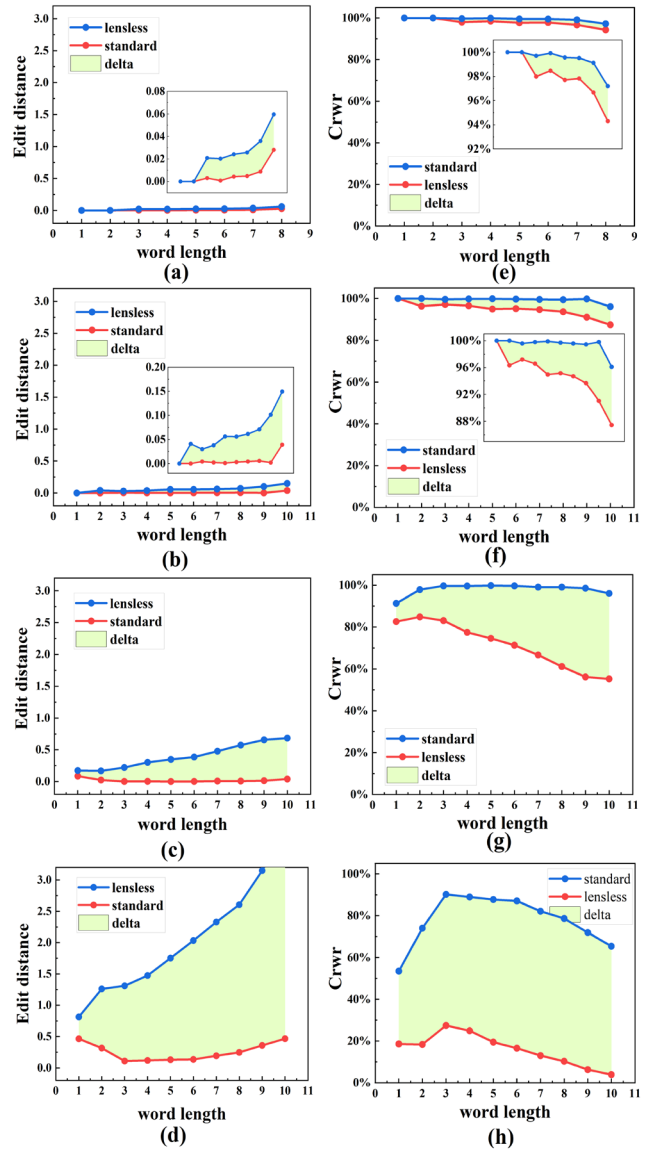 Edit distance
3.0
2.5
2.0
1.5
1.0
0.5
0.0
lensless
standard
delta
0.08
0.06
0.04
0.02
0.00
0 1 2 3 4 5 6 7 8 9
word length
(a)
Crwr
100%
80%
60%
40%
20%
0%
100%
98%
96%
94%
92%
standard
lensless
delta
0 1 2 3 4 5 6 7 8 9
word length
(e)
Edit distance
3.0
2.5
2.0
1.5
1.0
0.5
0.0
lensless
standard
delta
0.20
0.15
0.10
0.05
0.00
0 1 2 3 4 5 6 7 8 9 10 11
word length
(b)
Crwr
100%
80%
60%
40%
20%
0%
100%
96%
92%
88%
standard
lensless
delta
0 1 2 3 4 5 6 7 8 9 10 11
word length
(f)
Edit distance
3.0
2.5
2.0
1.5
1.0
0.5
0.0
lensless
standard
delta
0 1 2 3 4 5 6 7 8 9 10 11
word length
(c)
Crwr
100%
80%
60%
40%
20%
0%
standard
lensless
delta
0 1 2 3 4 5 6 7 8 9 10 11
word length
(g)
Edit distance
3.0
2.5
2.0
1.5
1.0
0.5
0.0
lensless
standard
delta
0 1 2 3 4 5 6 7 8 9 10 11
word length
(d)
Crwr
100%
80%
60%
40%
20%
0%
standard
lensless
delta
0 1 2 3 4 5 6 7 8 9 10 11
word length
(h)